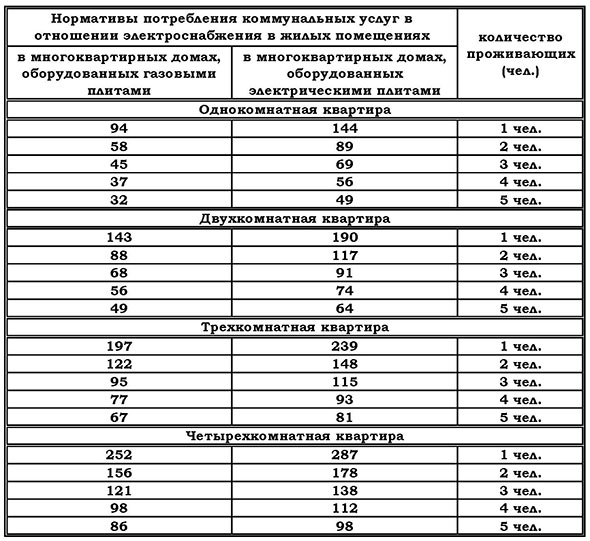 Нормативы потребления коммунальных услуг в
отношении электроснабжения в жилых помещениях
количество
проживающих
(чел.)
в многоквартирных домах,
оборудованных газовыми
плитами
в многоквартирных домах,
оборудованных
электрическими плитами
Однокомнатная квартира
94 144 1 чел.
58 89 2 чел.
45 69 3 чел.
37 56 4 чел.
32 49 5 чел.
Двухкомнатная квартира
143 190 1 чел.
88 117 2 чел.
68 91 3 чел.
56 74 4 чел.
49 64 5 чел.
Трехкомнатная квартира
197 239 1 чел.
122 148 2 чел.
95 115 3 чел.
77 93 4 чел.
67 81 5 чел.
Четырехкомнатная квартира
252 287 1 чел.
156 178 2 чел.
121 138 3 чел.
98 112 4 чел.
86 98 5 чел.